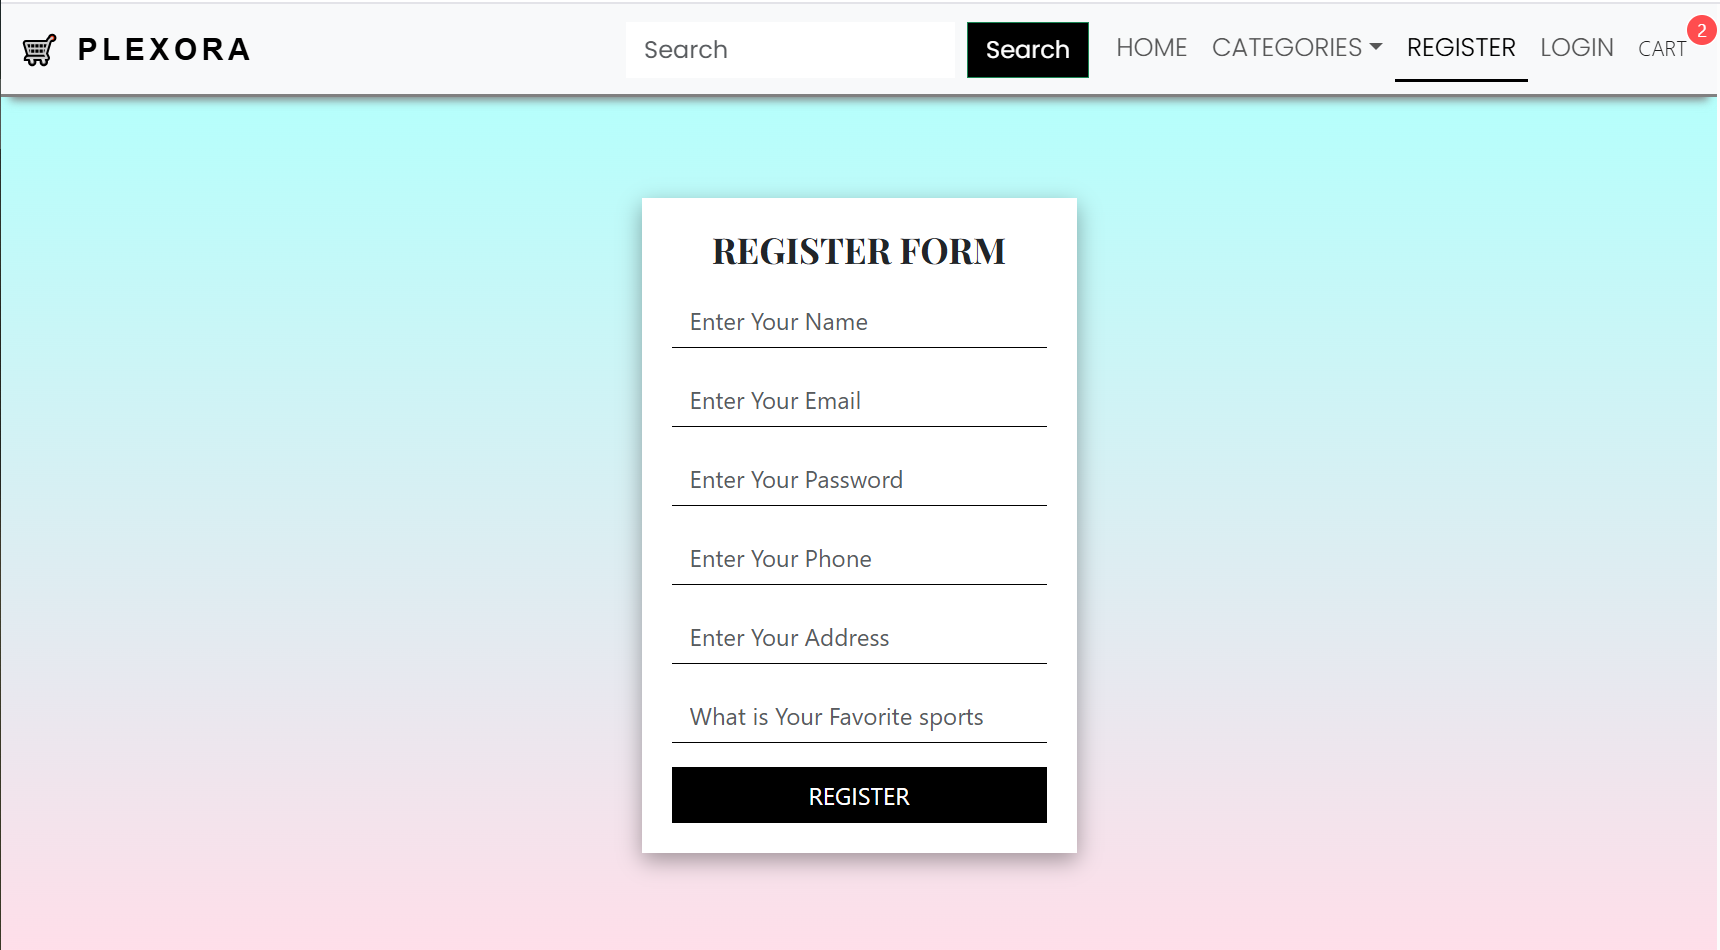 PLEXORA
Search
Search
HOME
CATEGORIES
REGISTER
LOGIN
CART
2
REGISTER FORM
Enter Your Name
Enter Your Email
Enter Your Password
Enter Your Phone
Enter Your Address
What is Your Favorite sports
REGISTER